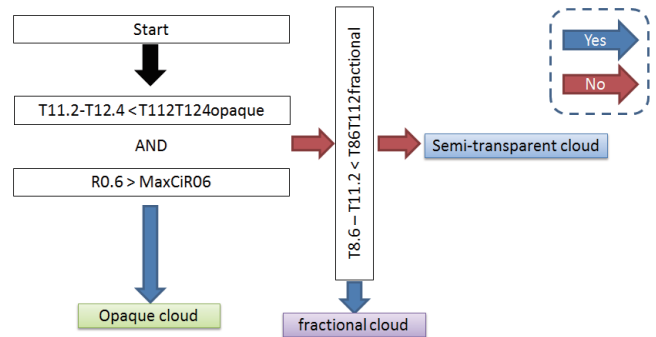 Start
Yes
No
T11.2-T12.4 < T112T124opaque
AND
R0.6 > MaxCiR06
T8.6 – T11.2 < T86T112fractional
Semi-transparent cloud
Opaque cloud
fractional cloud